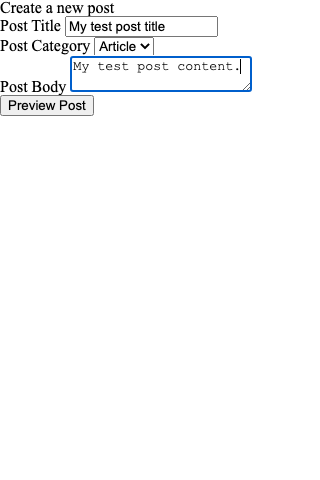 Create a new post
Post Title My test post title
Post Category Article
Post Body My test post content.
Preview Post